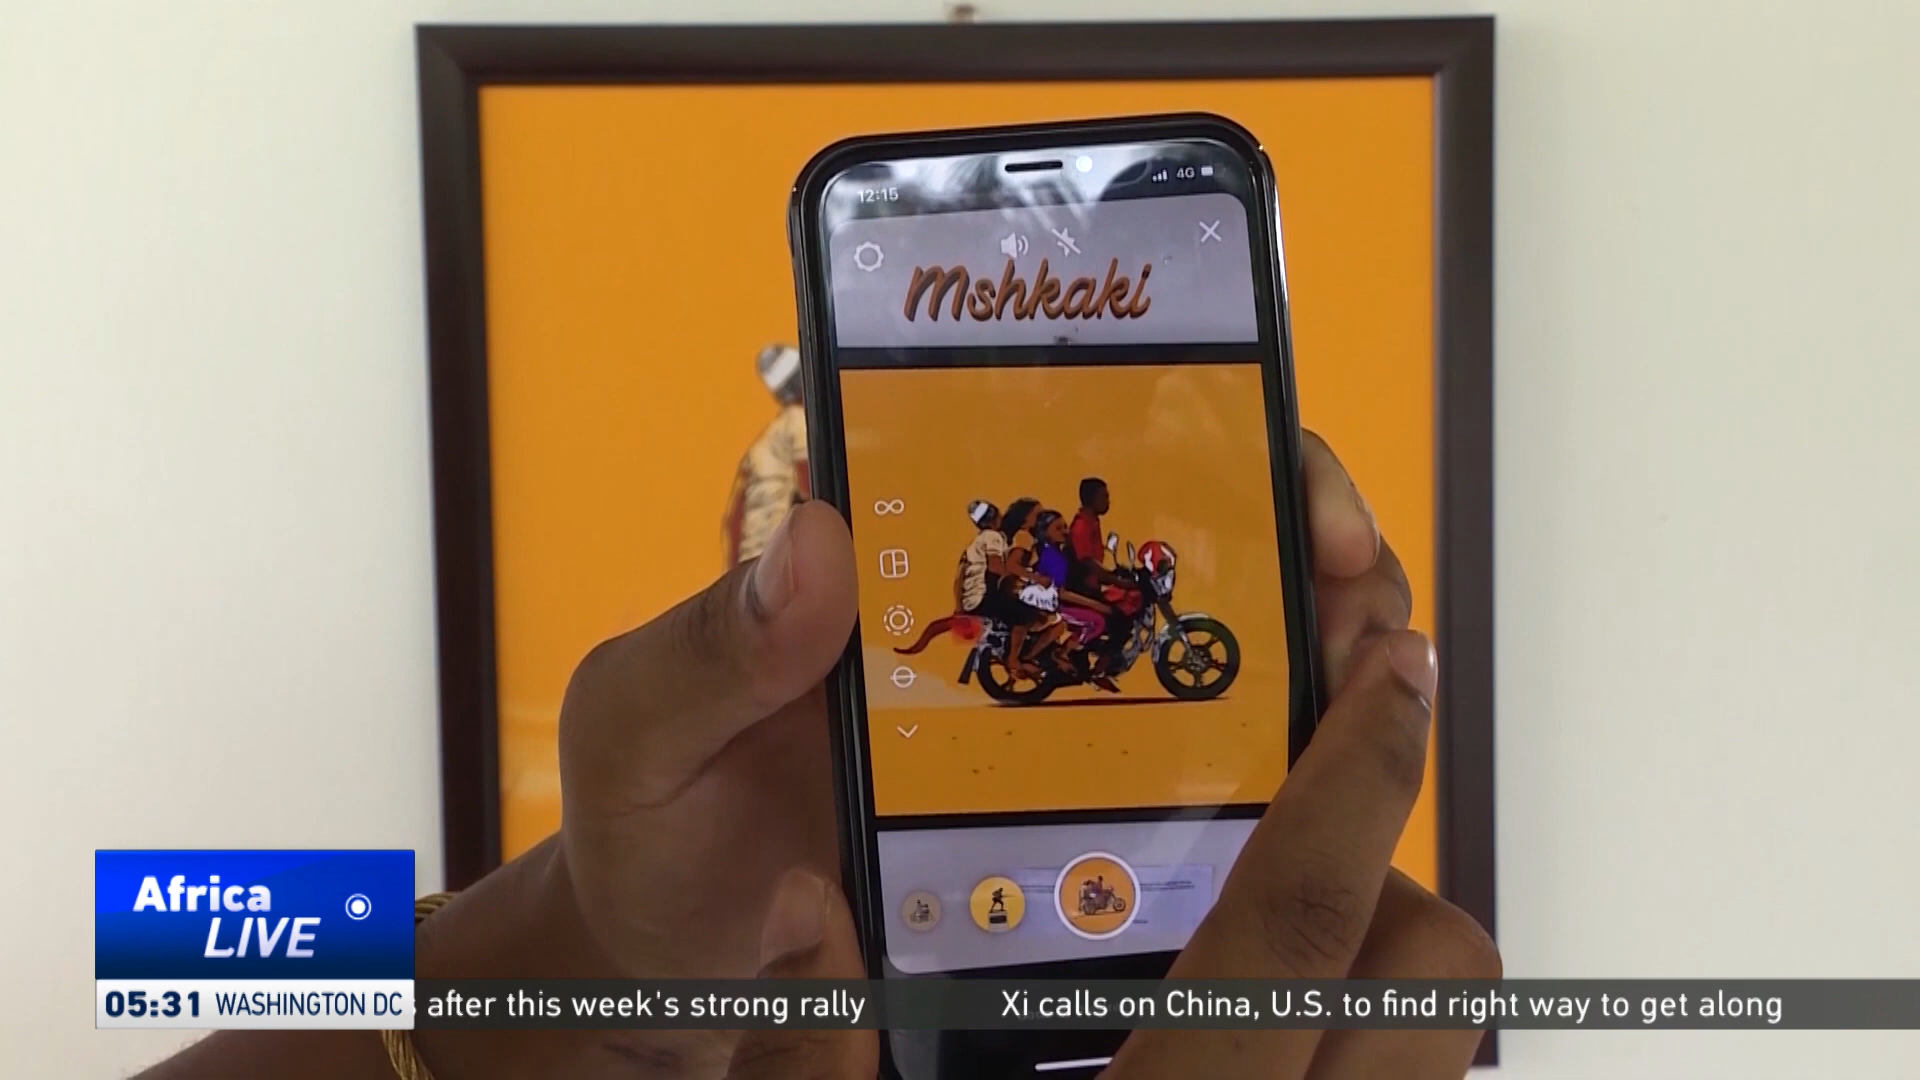 12:15
4G
Mshkaki
Africa
LIVE
05:31 WASHINGTON DC
after this week's strong rally
Xi calls on China, U.S. to find right way to get along